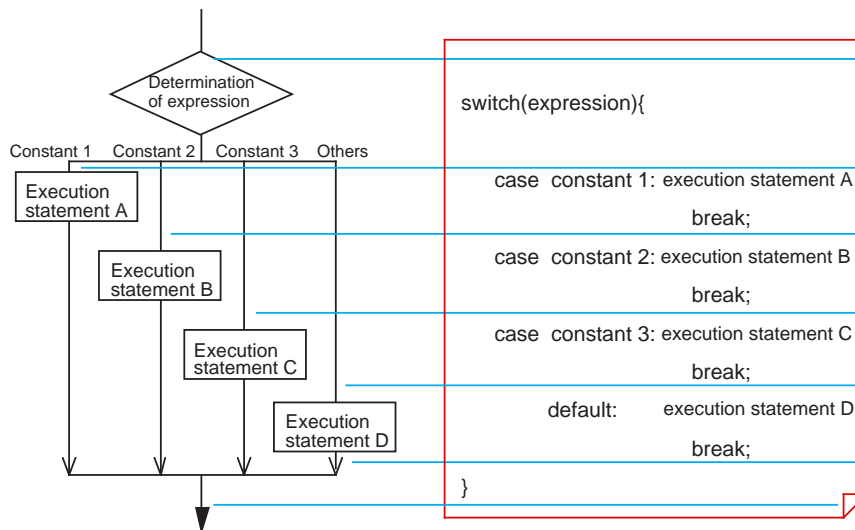 Determination
of expression
Constant 1 Constant 2 Constant 3 Others
Execution
statement A
Execution
statement B
Execution
statement C
Execution
statement D
switch(expression){
case constant 1: execution statement A
break;
case constant 2: execution statement B
break;
case constant 3: execution statement C
break;
default: execution statement D
break;
}